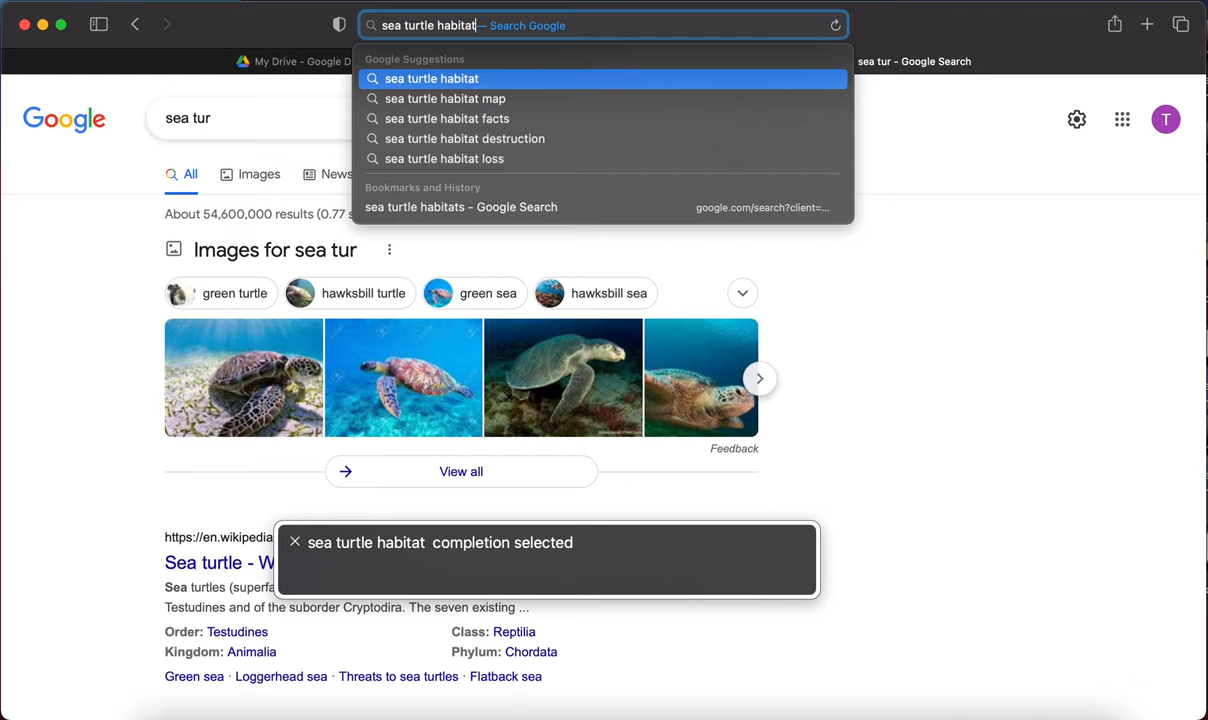 sea turtle habitat – Search Google
My Drive - Google D
sea tur - Google Search
Google Suggestions
sea turtle habitat
sea turtle habitat map
sea turtle habitat facts
sea turtle habitat destruction
sea turtle habitat loss
Bookmarks and History
sea turtle habitats - Google Search google.com/search?client=...
Google
sea tur
T
All Images News
About 54,600,000 results (0.77 s
Images for sea tur
green turtle hawksbill turtle green sea hawksbill sea
Feedback
View all
https://en.wikipedia
Sea turtle - W
sea turtle habitat completion selected
Sea turtles (superfa
Testudines and of the suborder Cryptodira. The seven existing ...
Order: Testudines Class: Reptilia
Kingdom: Animalia Phylum: Chordata
Green sea · Loggerhead sea · Threats to sea turtles · Flatback sea